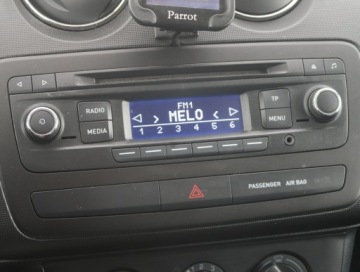 Parrot
RADIO
MEDIA
FM1
MELO
1 2 3 4 5 6
TP
MENU
PASSENGER AIR BAG